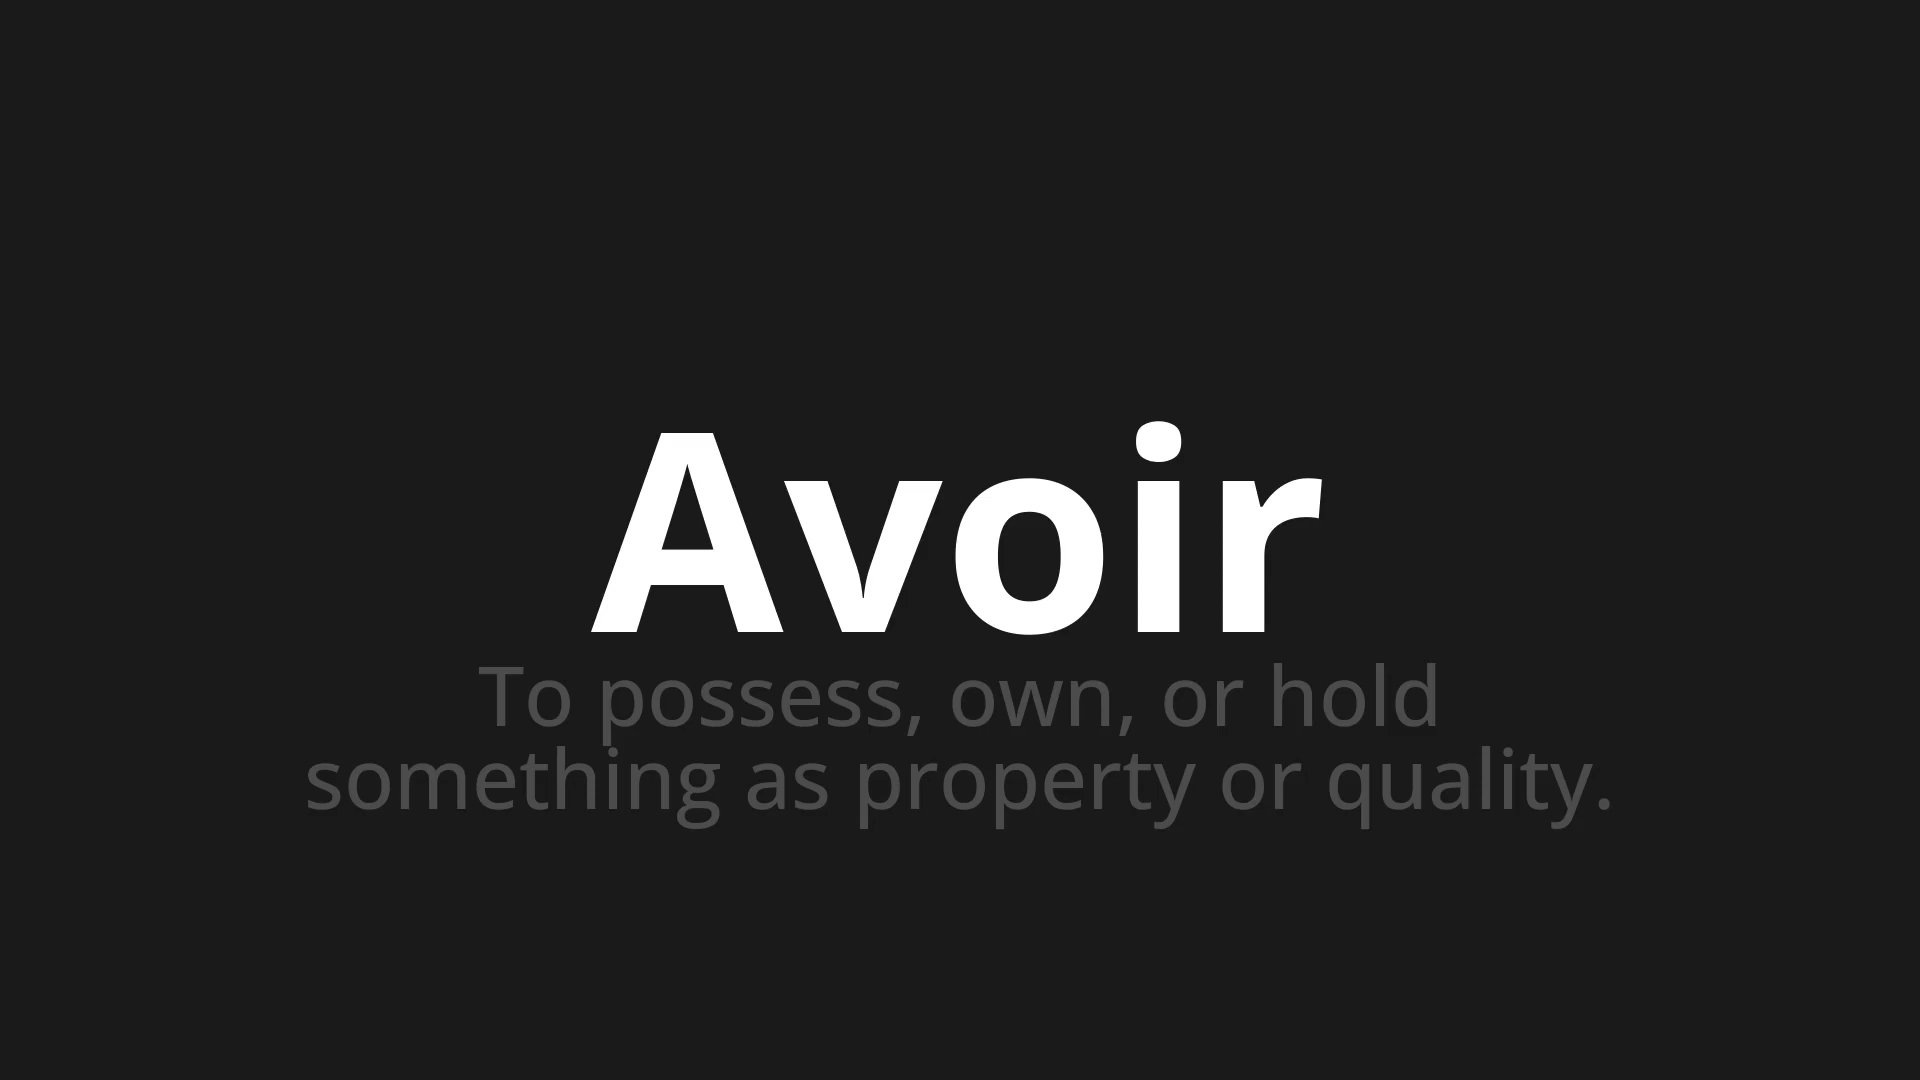 Avoir
To possess, own, or hold
something as property or quality.